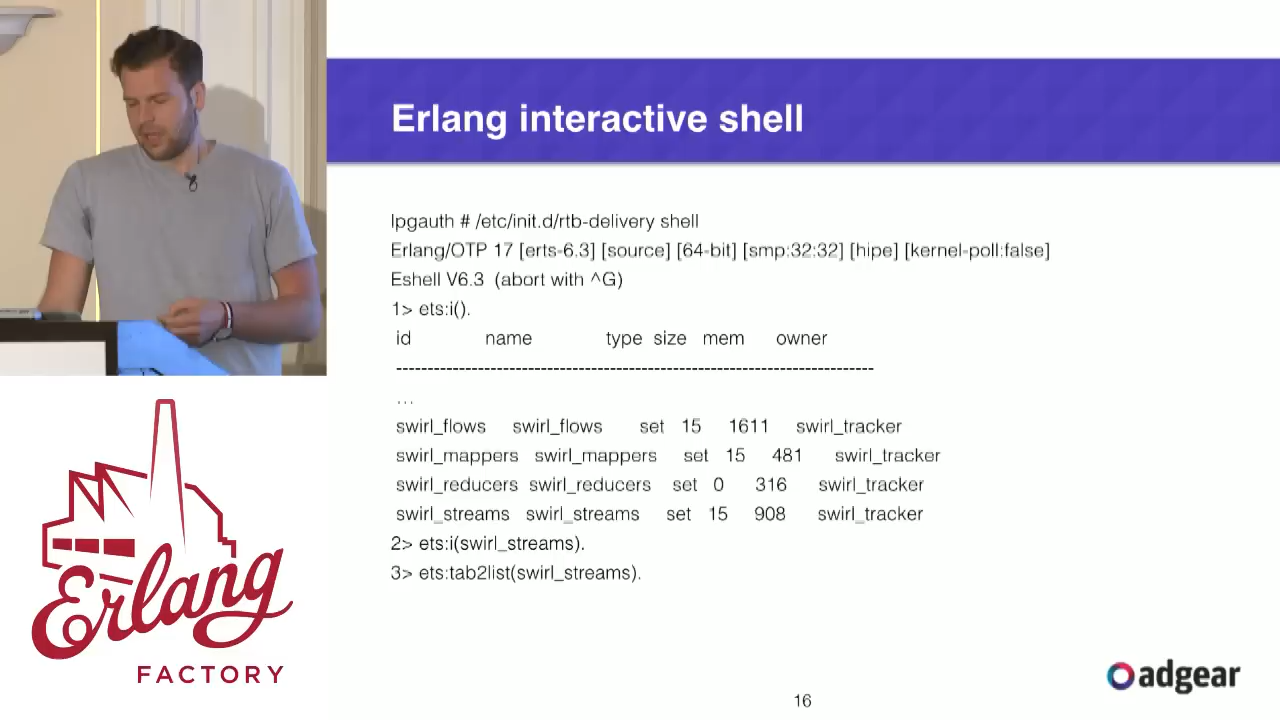 Erlang interactive shell
lpgauth # /etc/init.d/rtb-delivery shell
Erlang/OTP 17 [erts-6.3] [source] [64-bit] [smp:32:32] [hipe] [kernel-poll:false]
Eshell V6.3  (abort with ^G)
1> ets:i().
id name type size mem owner
----------------------------------------------------------------------------
…
swirl_flows swirl_flows set 15 1611 swirl_tracker
swirl_mappers swirl_mappers set 15 481 swirl_tracker
swirl_reducers swirl_reducers set 0 316 swirl_tracker
swirl_streams swirl_streams set 15 908 swirl_tracker
2> ets:i(swirl_streams).
3> ets:tab2list(swirl_streams).
Erlang
FACTORY
adgear
16